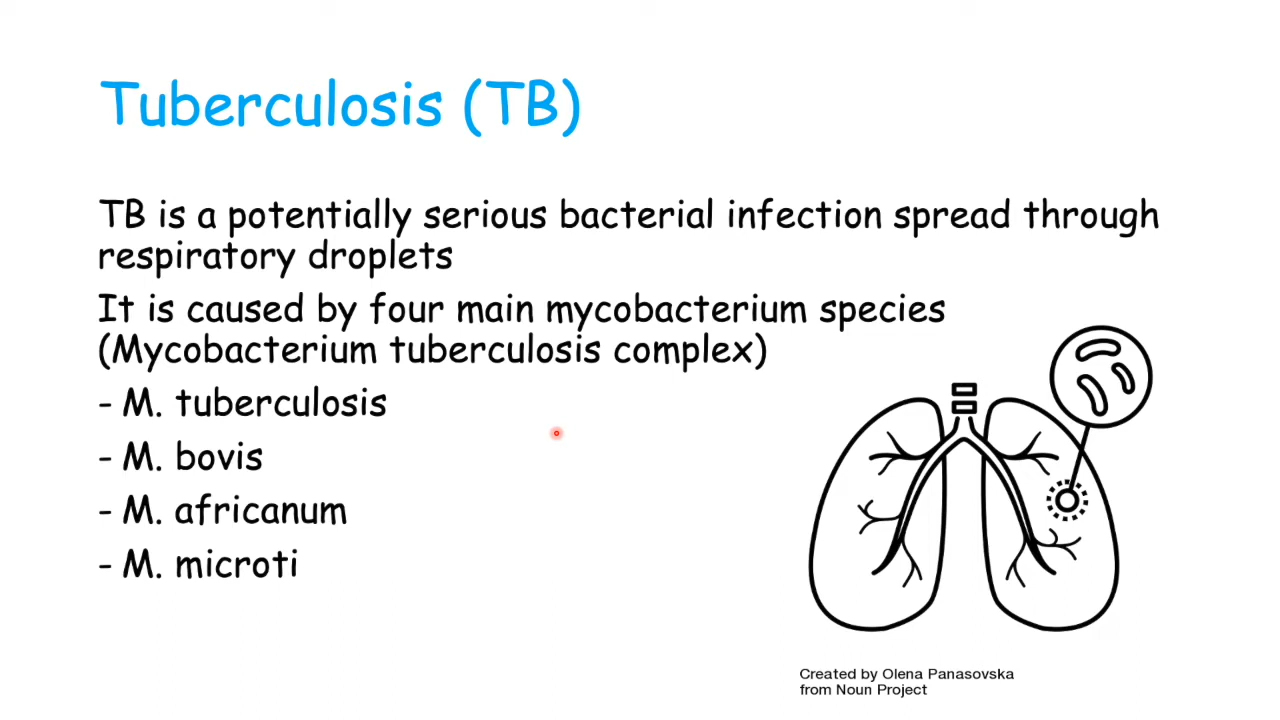 Tuberculosis (TB)
TB is a potentially serious bacterial infection spread through
respiratory droplets
It is caused by four main mycobacterium species
(Mycobacterium tuberculosis complex)
- M. tuberculosis
- M. bovis
- M. africanum
- M. microti
Created by Olena Panasovska
from Noun Project